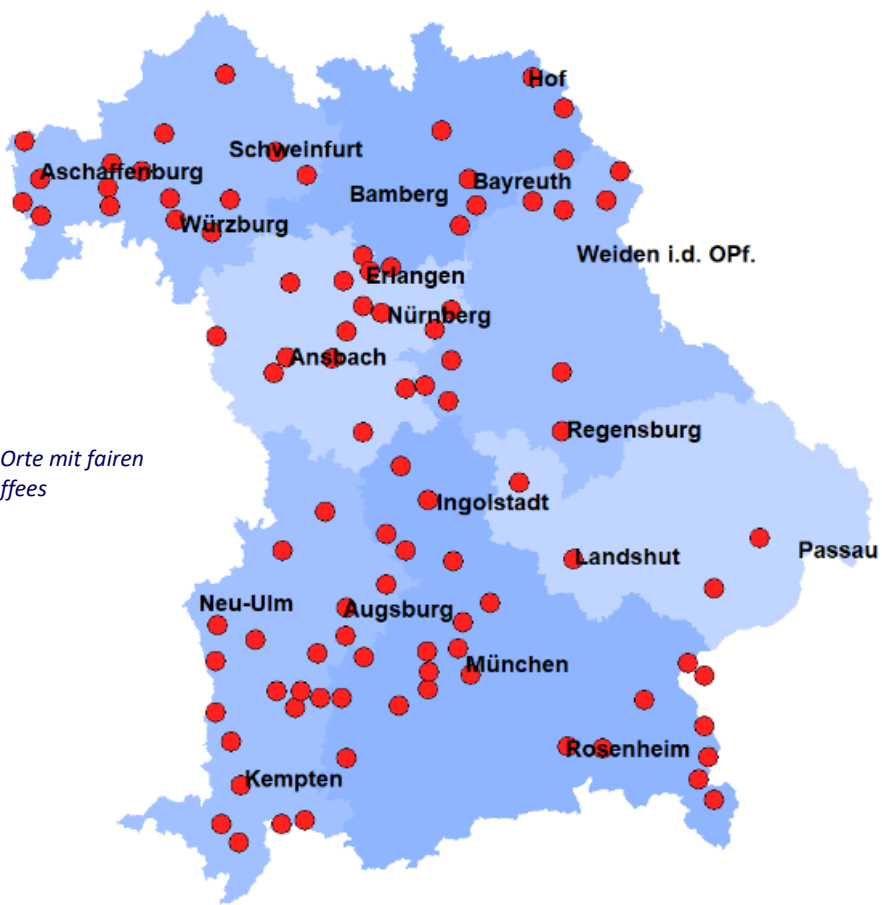 Hof
Schweinfurt
Aschaffenburg
Bayreuth
Bamberg
Würzburg
Weiden i.d. OPf.
Erlangen
Nürnberg
Ansbach
Regensburg
Orte mit fairen
ffees
Ingolstadt
Passau
Landshut
Neu-Ulm
Augsburg
München
Rosenheim
Kempten